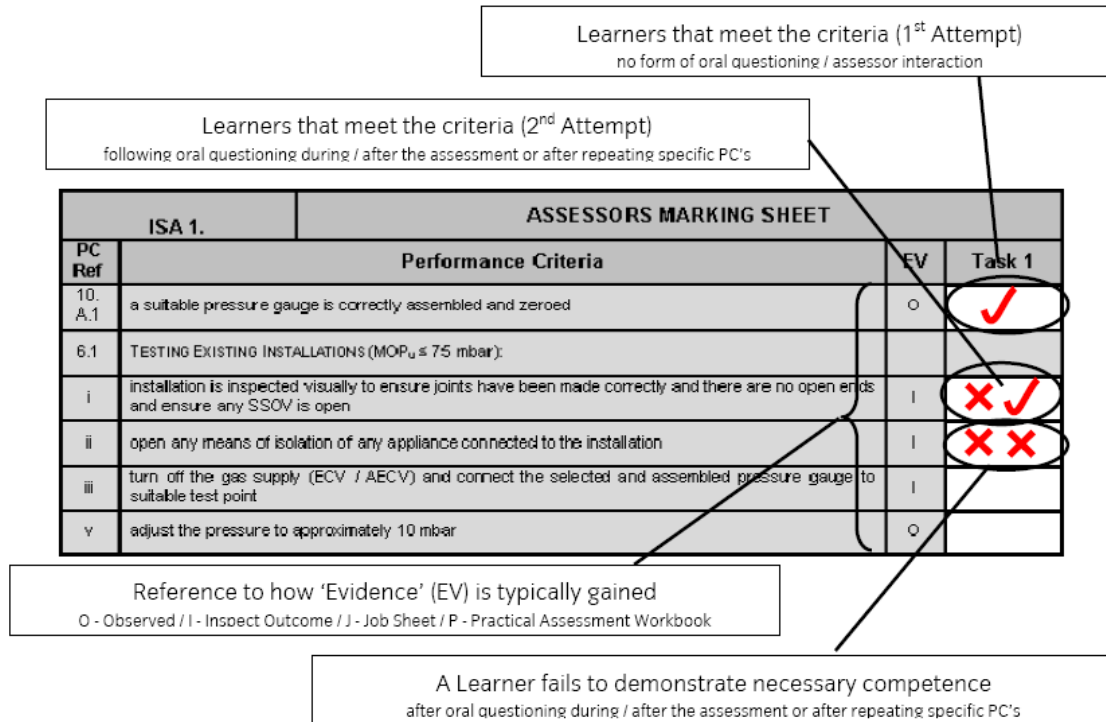 Learners that meet the criteria (1st Attempt)
no form of oral questioning / assessor interaction
Learners that meet the criteria (2nd Attempt)
following oral questioning during / after the assessment or after repeating specific PC's
ISA 1.
ASSESSORS MARKING SHEET
PC Ref
Performance Criteria
EV
Task 1
10. A.1
a suitable pressure gauge is correctly assembled and zeroed
O
✓
6.1
TESTING EXISTING INSTALLATIONS (MOPu ≤ 75 mbar):
i
installation is inspected visually to ensure joints have been made correctly and there are no open ends
and ensure any SSOV is open
I
✗✓
ii
open any means of isolation of any appliance connected to the installation
I
✗✗
iii
turn off the gas supply (ECV / AECV) and connect the selected and assembled pressure gauge to
suitable test point
I
v
adjust the pressure to approximately 10 mbar
O
Reference to how ‘Evidence’ (EV) is typically gained
O - Observed / I - Inspect Outcome / J - Job Sheet / P - Practical Assessment Workbook
A Learner fails to demonstrate necessary competence
after oral questioning during / after the assessment or after repeating specific PC's